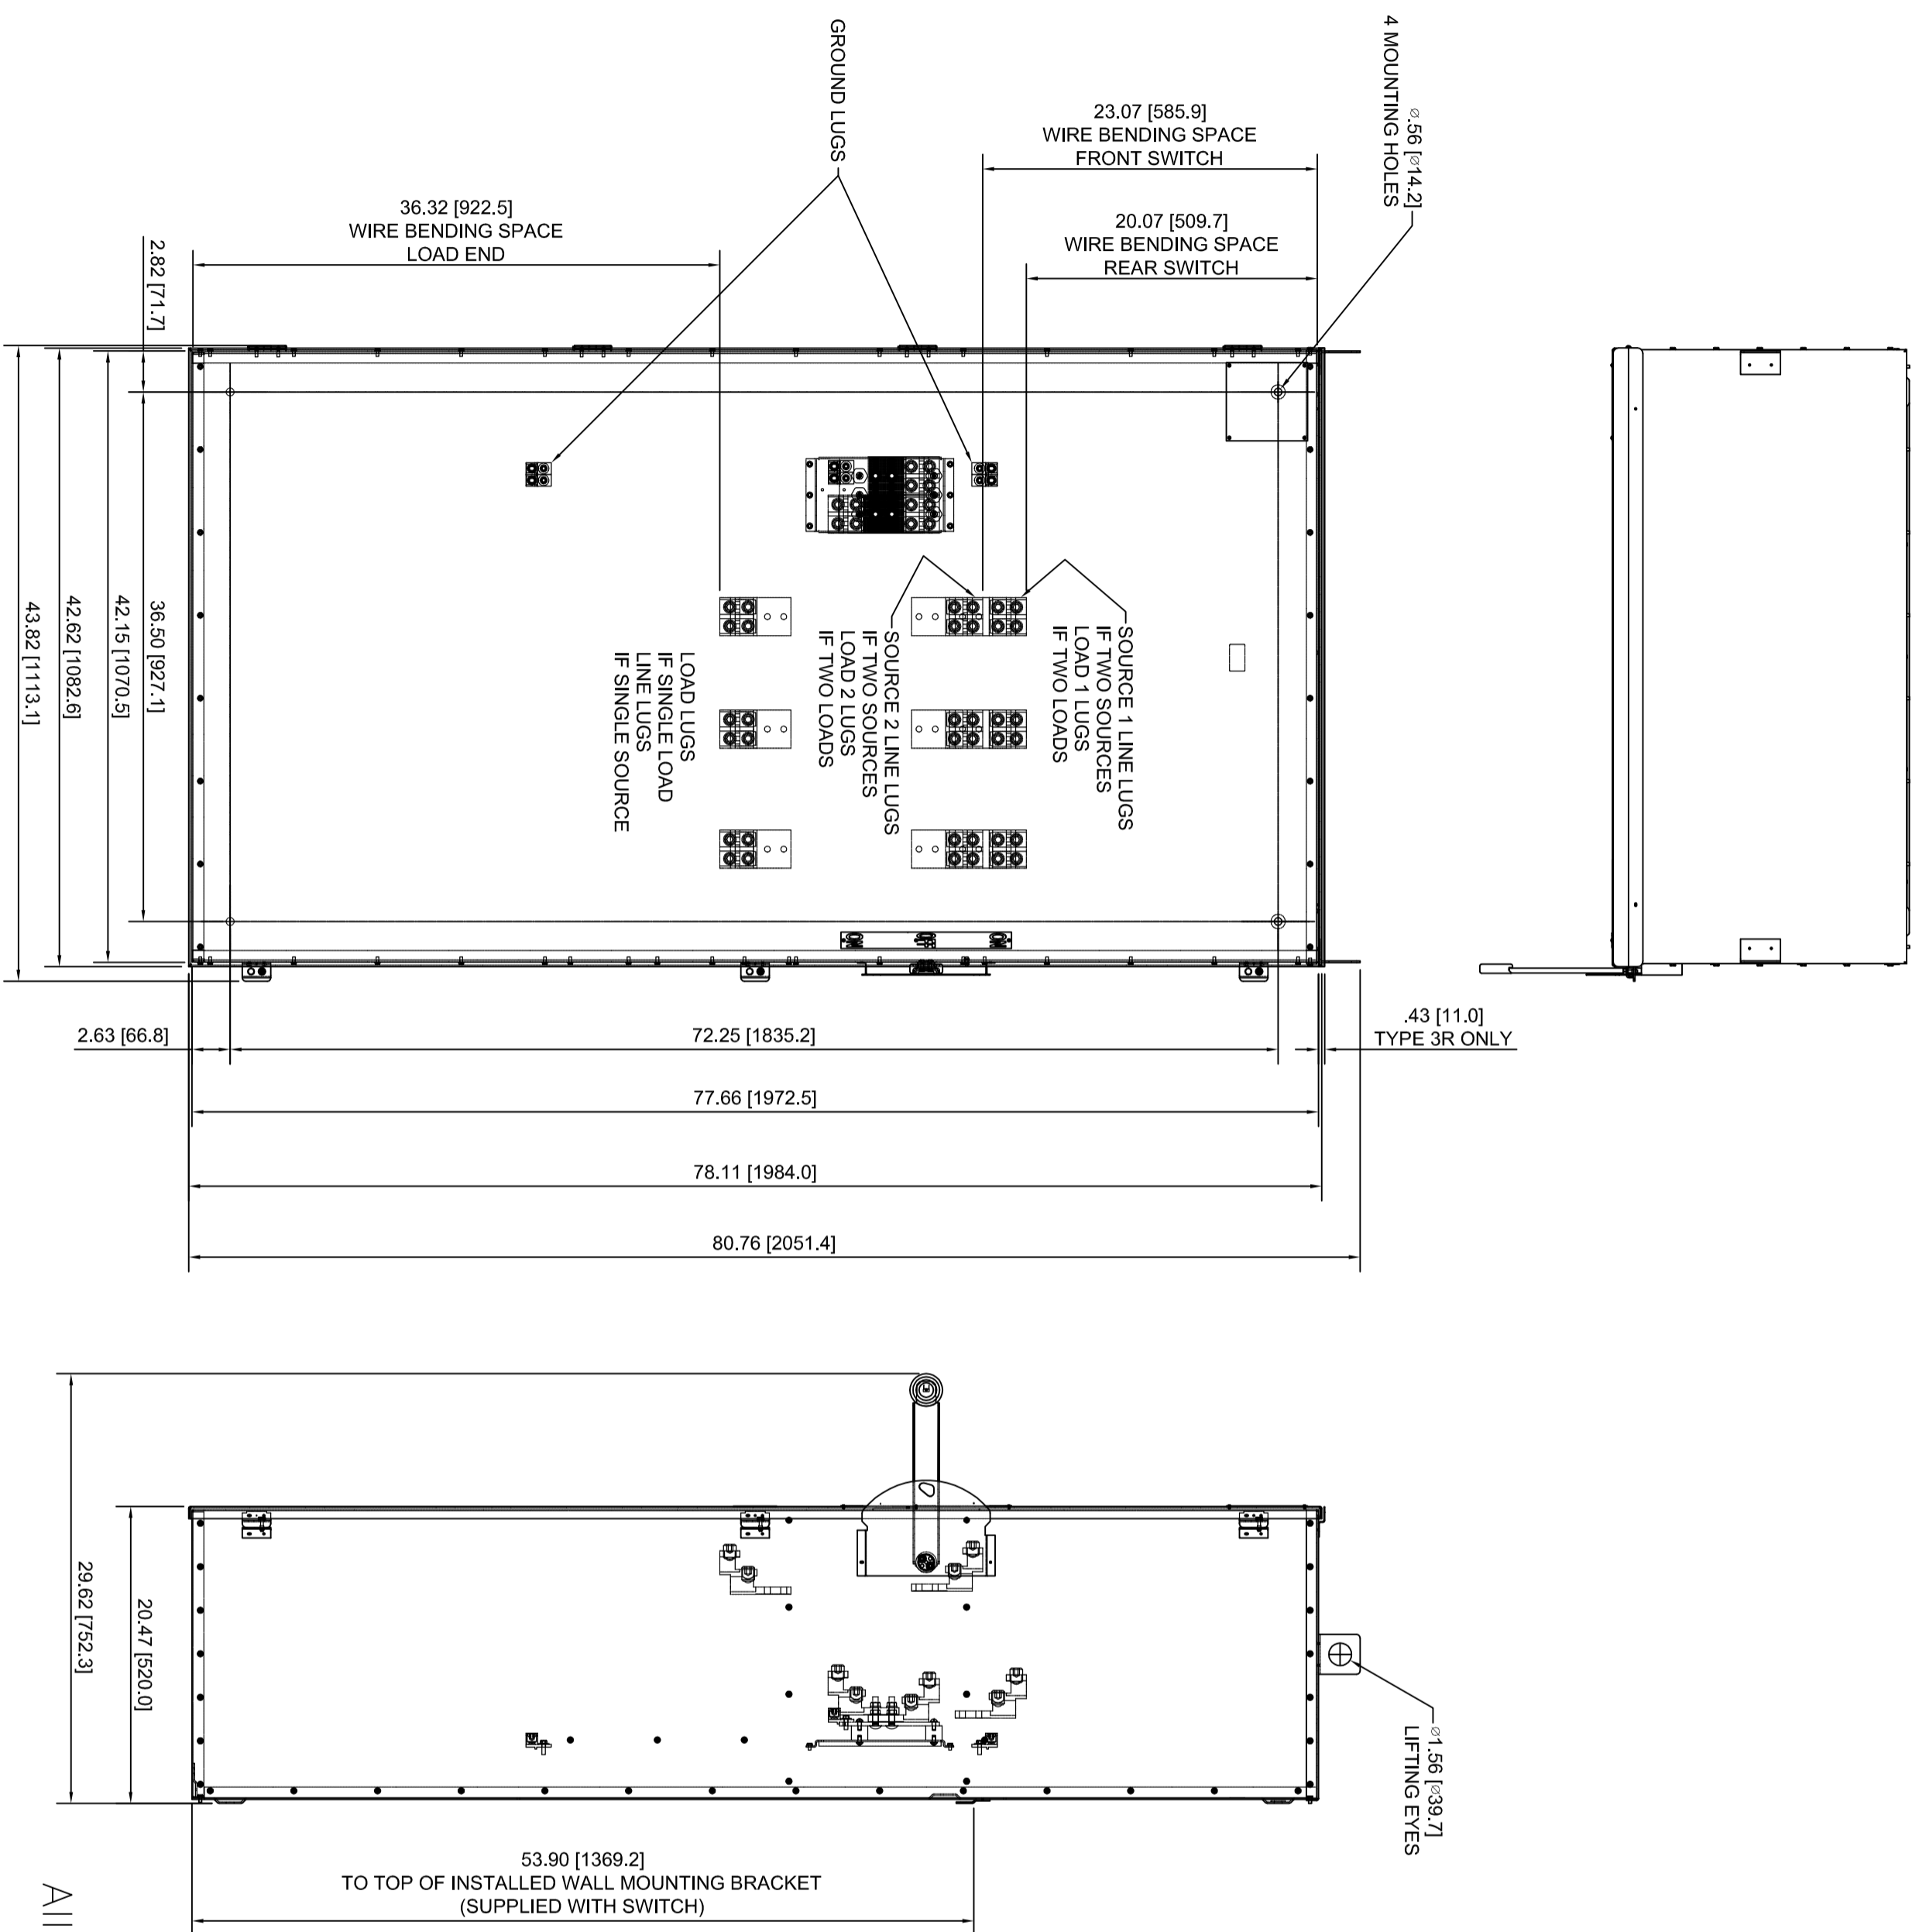 4 MOUNTING HOLES
⌀.56 [⌀14.2]
GROUND LUGS
23.07 [585.9]
WIRE BENDING SPACE
FRONT SWITCH
20.07 [509.7]
WIRE BENDING SPACE
REAR SWITCH
36.32 [922.5]
WIRE BENDING SPACE
LOAD END
2.82 [71.7]
36.50 [927.1]
42.15 [1070.5]
42.62 [1082.6]
43.82 [1113.1]
SOURCE 1 LINE LUGS
IF TWO SOURCES
LOAD 1 LUGS
IF TWO LOADS
SOURCE 2 LINE LUGS
IF TWO SOURCES
LOAD 2 LUGS
IF TWO LOADS
LOAD LUGS
IF SINGLE LOAD
LINE LUGS
IF SINGLE SOURCE
ON
OFF
ON
.43 [11.0]
TYPE 3R ONLY
2.63 [66.8]
72.25 [1835.2]
77.66 [1972.5]
78.11 [1984.0]
80.76 [2051.4]
29.62 [752.3]
20.47 [520.0]
⌀1.56 [⌀39.7]
LIFTING EYES
53.90 [1369.2]
TO TOP OF INSTALLED WALL MOUNTING BRACKET
(SUPPLIED WITH SWITCH)